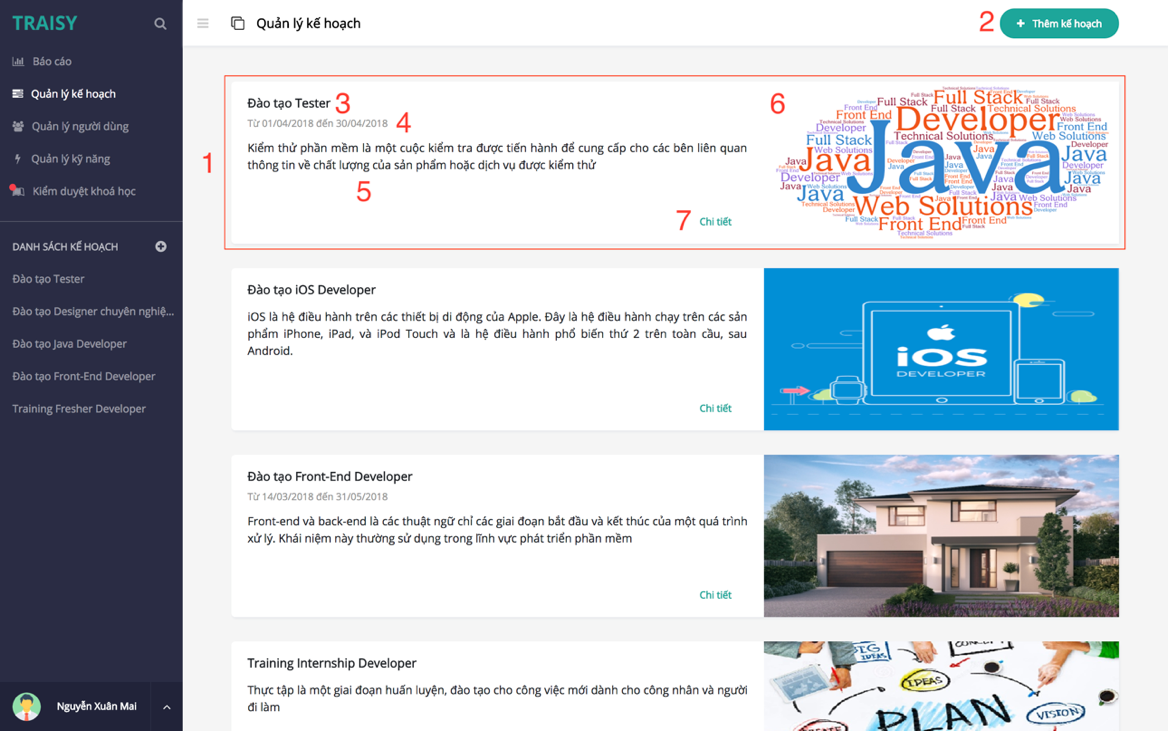 TRAISY
Báo cáo
Quản lý kế hoạch
Quản lý người dùng
Quản lý kỹ năng
Kiểm duyệt khoá học
DANH SÁCH KẾ HOẠCH
Đào tạo Tester
Đào tạo Designer chuyên nghiệ...
Đào tạo Java Developer
Đào tạo Front-End Developer
Training Fresher Developer
Nguyễn Xuân Mai
Quản lý kế hoạch
2
+ Thêm kế hoạch
1
Đào tạo Tester 3
Từ 01/04/2018 đến 30/04/2018 4
Kiểm thử phần mềm là một cuộc kiểm tra được tiến hành để cung cấp cho các bên liên quan
thông tin về chất lượng của sản phẩm hoặc dịch vụ được kiểm thử
5
7 Chi tiết
6
Full Stack
Developer
Front End
Technical Solutions
Web Solutions
Java
Java
Java
Web Solutions
Front End
Đào tạo iOS Developer
iOS là hệ điều hành trên các thiết bị di động của Apple. Đây là hệ điều hành chạy trên các sản
phẩm iPhone, iPad, và iPod Touch và là hệ điều hành phổ biến thứ 2 trên toàn cầu, sau
Android.
Chi tiết
iOS
DEVELOPER
Đào tạo Front-End Developer
Từ 14/03/2018 đến 31/05/2018
Front-end và back-end là các thuật ngữ chỉ các giai đoạn bắt đầu và kết thúc của một quá trình
xử lý. Khái niệm này thường sử dụng trong lĩnh vực phát triển phần mềm
Chi tiết
Training Internship Developer
Thực tập là một giai đoạn huấn luyện, đào tạo cho công việc mới dành cho công nhân và người
đi làm
BIG
IDEAS
IDEAS
PLAN
VISION